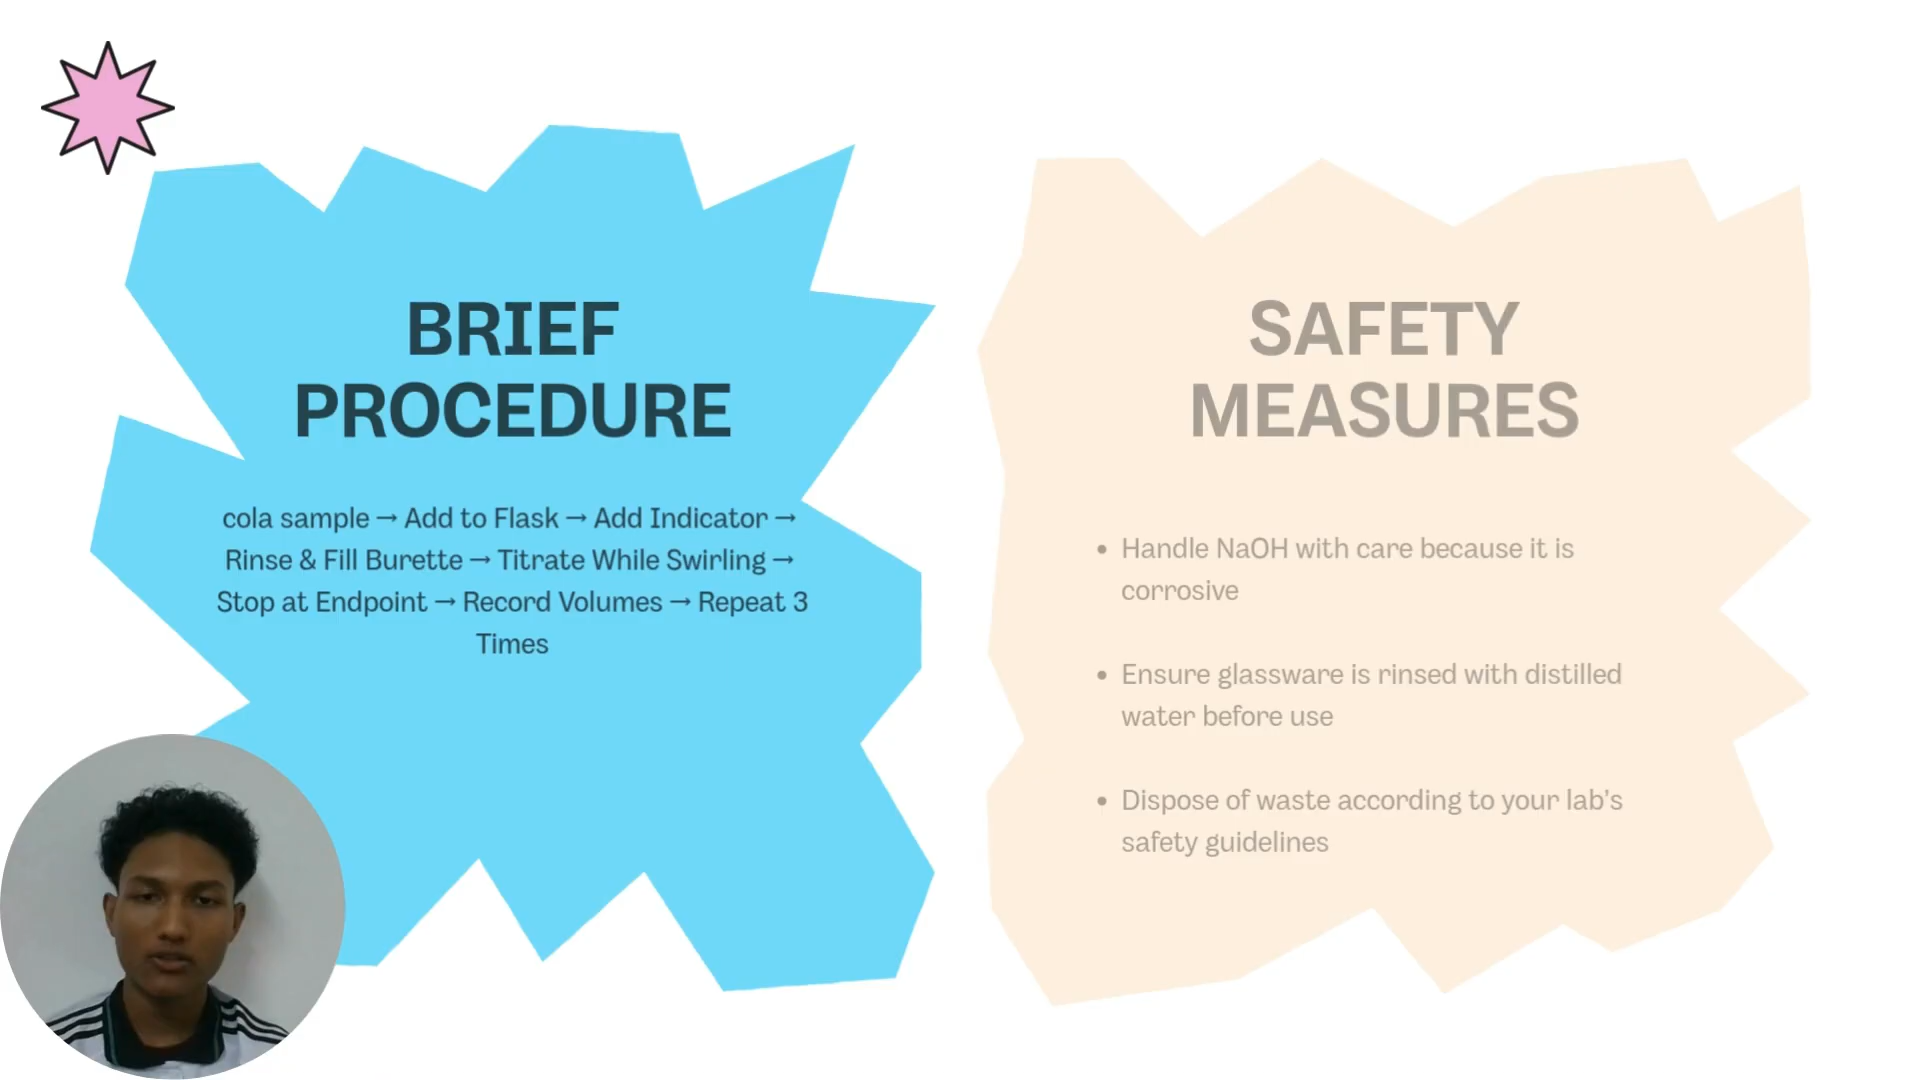 BRIEF
PROCEDURE
cola sample → Add to Flask → Add Indicator →
Rinse & Fill Burette → Titrate While Swirling →
Stop at Endpoint → Record Volumes → Repeat 3
Times
SAFETY
MEASURES
• Handle NaOH with care because it is
corrosive
• Ensure glassware is rinsed with distilled
water before use
• Dispose of waste according to your lab's
safety guidelines